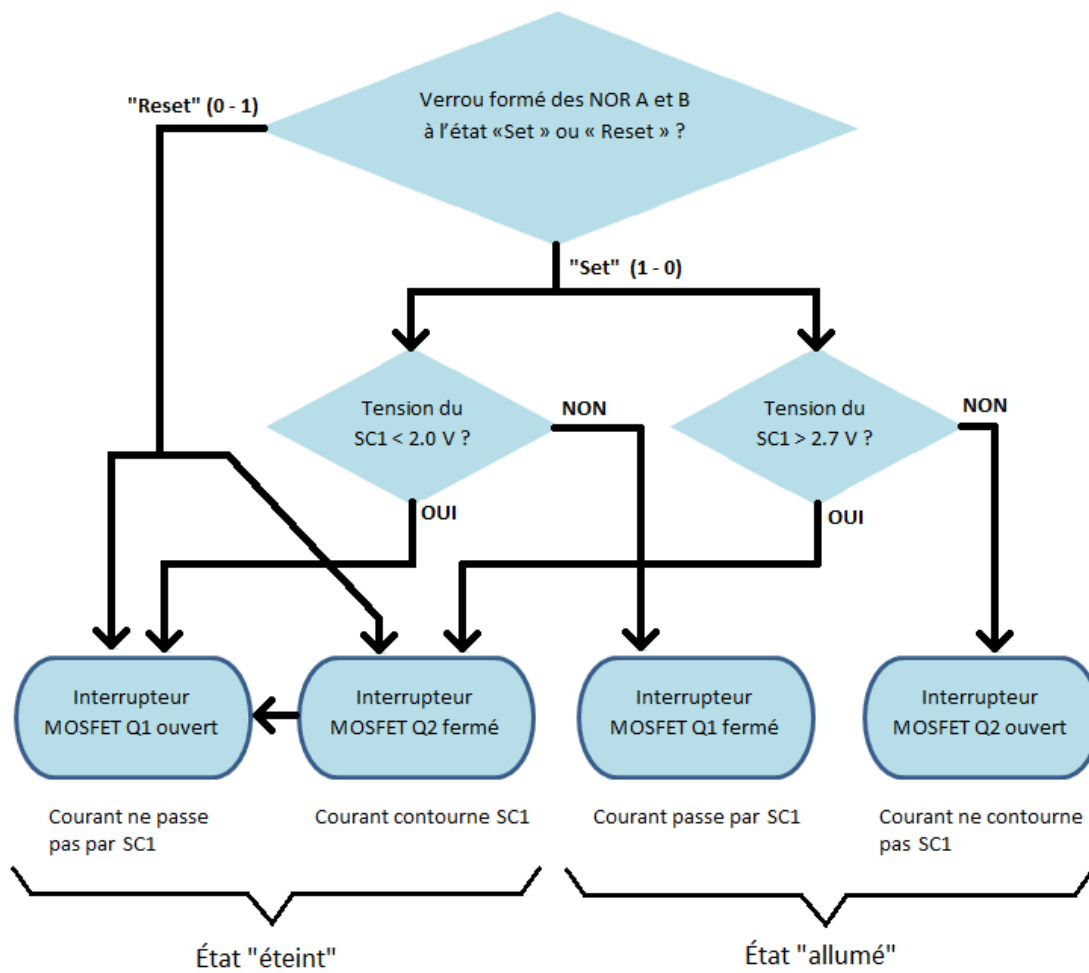 Verrou formé des NOR A et B
à l'état «Set » ou « Reset » ?
"Reset" (0 - 1)
"Set" (1 - 0)
Tension du
SC1 < 2.0 V ?
NON
OUI
Tension du
SC1 > 2.7 V ?
NON
OUI
Interrupteur
MOSFET Q1 ouvert
Interrupteur
MOSFET Q2 fermé
Interrupteur
MOSFET Q1 fermé
Interrupteur
MOSFET Q2 ouvert
Courant ne passe
pas par SC1
Courant contourne SC1
Courant passe par SC1
Courant ne contourne
pas SC1
État "éteint"
État "allumé"